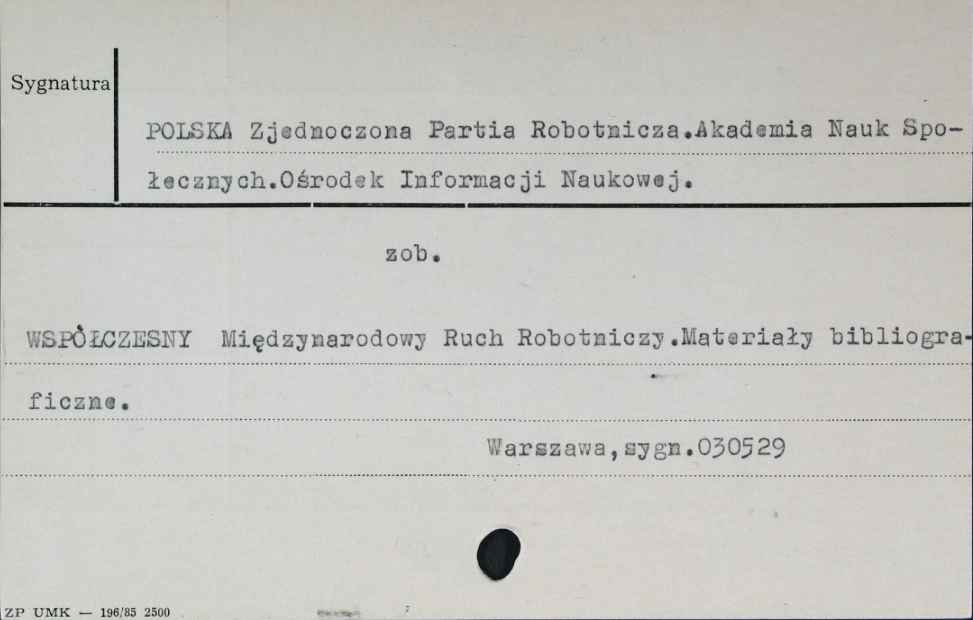 Sygnatura
POLSKA Zjednoczona Partia Robotnicza.Akademia Nauk Spo-
łecznych.Ośrodek Informacji Naukowej.
zob.
WSPÓŁCZESNY Międzynarodowy Ruch Robotniczy.Materiały bibliogra-
ficzne.
Warszawa,sygn.030529
ZP UMK — 196/85 2500